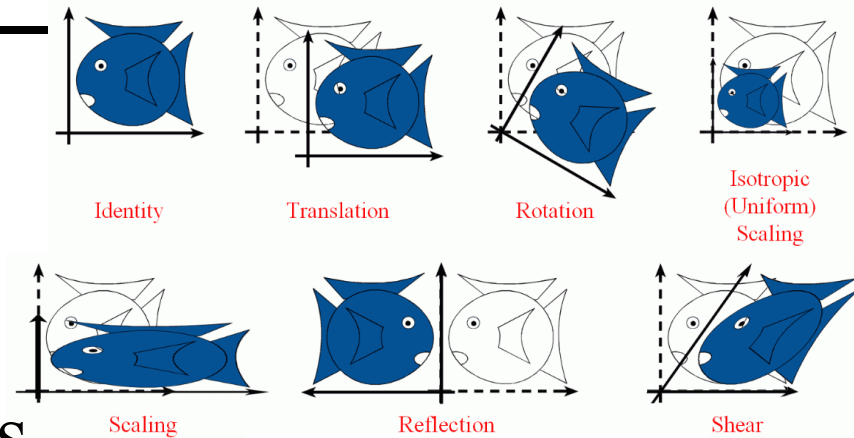 Identity
Translation
Rotation
Isotropic
(Uniform)
Scaling
Scaling
Reflection
Shear
s